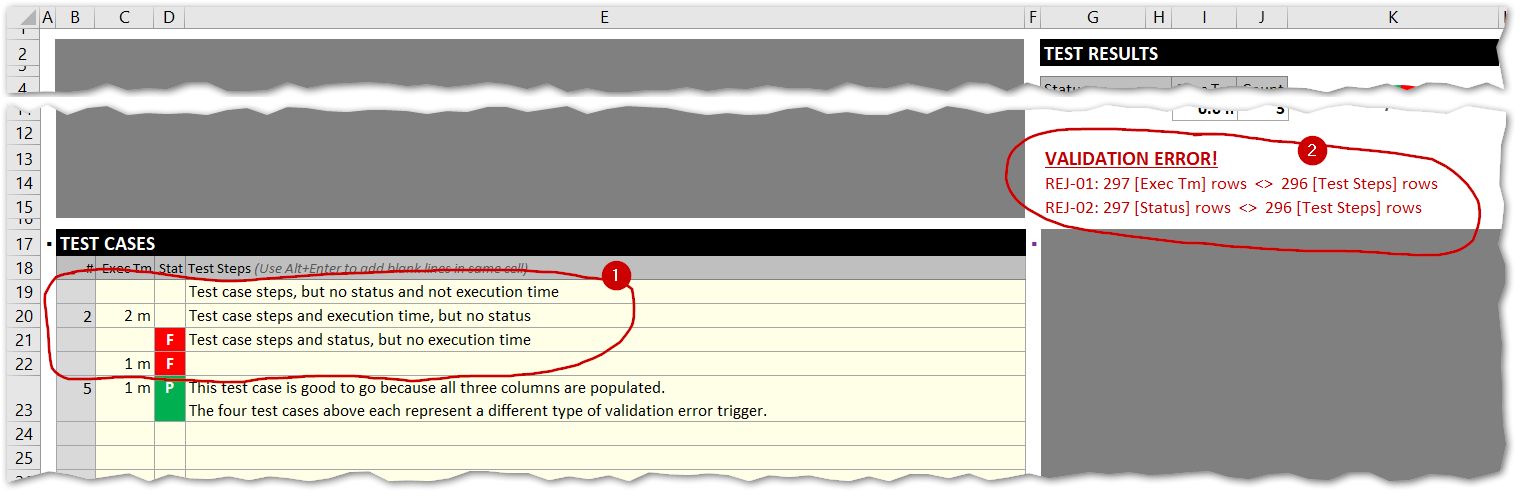 A B C D E F G H I J K
1
2 TEST RESULTS
3
4 Status Count
12
13 VALIDATION ERROR! 2
14 REJ-01: 297 [Exec Tm] rows <> 296 [Test Steps] rows
15 REJ-02: 297 [Status] rows <> 296 [Test Steps] rows
16
17 TEST CASES
18 # Exec Tm Stat Test Steps (Use Alt+Enter to add blank lines in same cell) 1
19 Test case steps, but no status and not execution time
20 2 2 m Test case steps and execution time, but no status
21 F Test case steps and status, but no execution time
22 1 m F
5 1 m P This test case is good to go because all three columns are populated.
23 The four test cases above each represent a different type of validation error trigger.
24
25